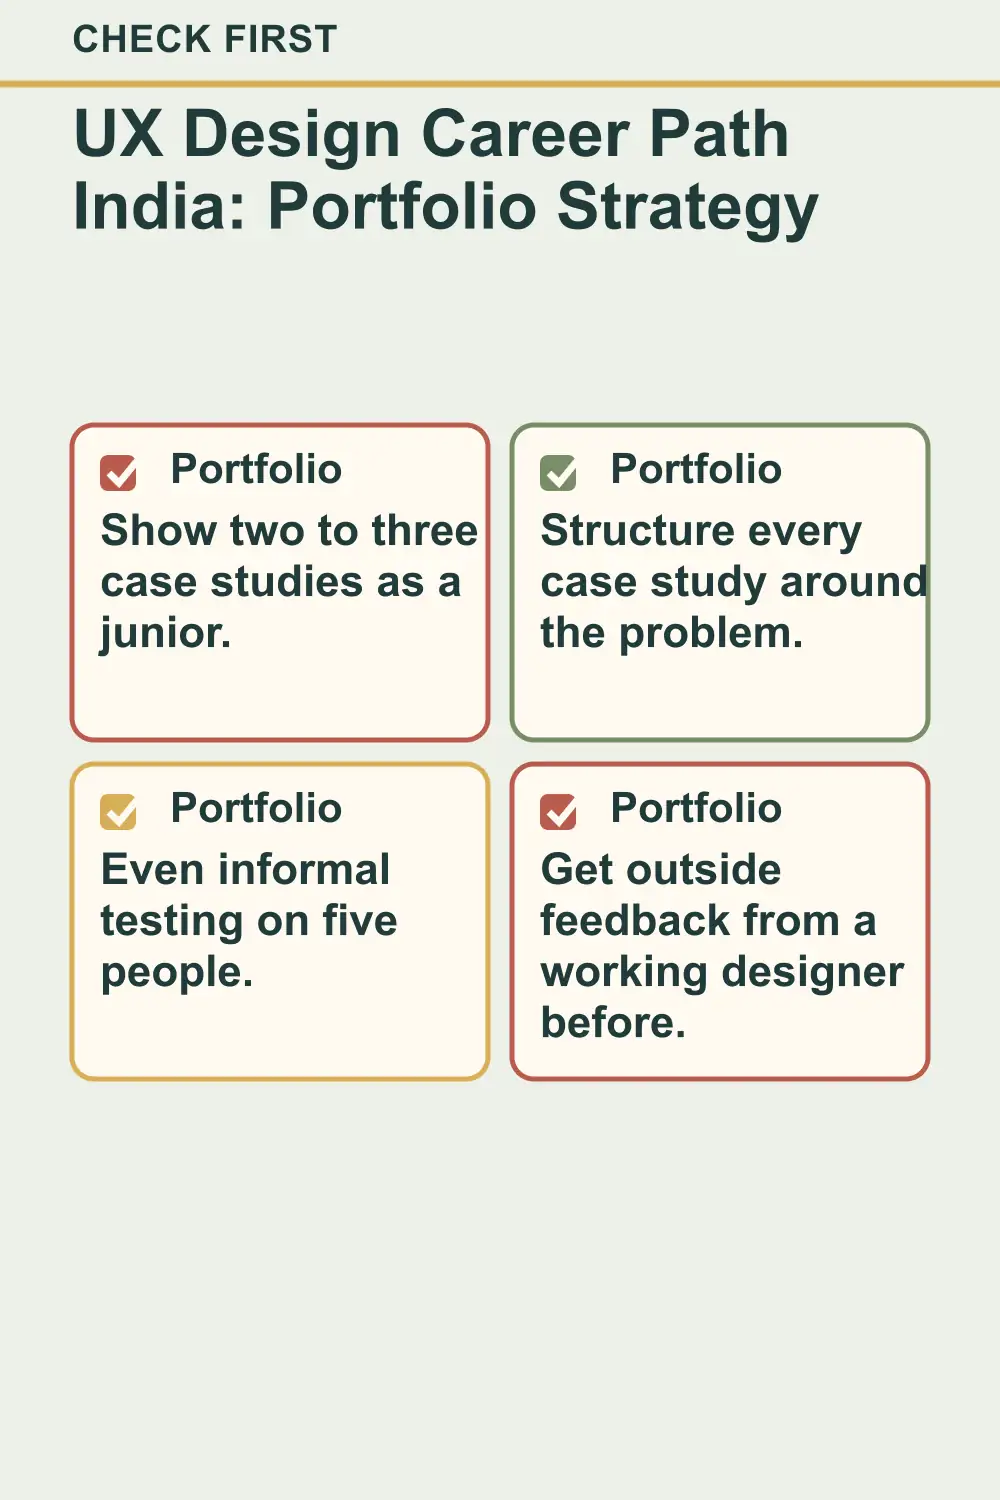 CHECK FIRST
UX Design Career Path
India: Portfolio Strategy
Portfolio
Show two to three
case studies as a
junior.
Portfolio
Structure every
case study around
the problem.
Portfolio
Even informal
testing on five
people.
Portfolio
Get outside
feedback from a
working designer
before.